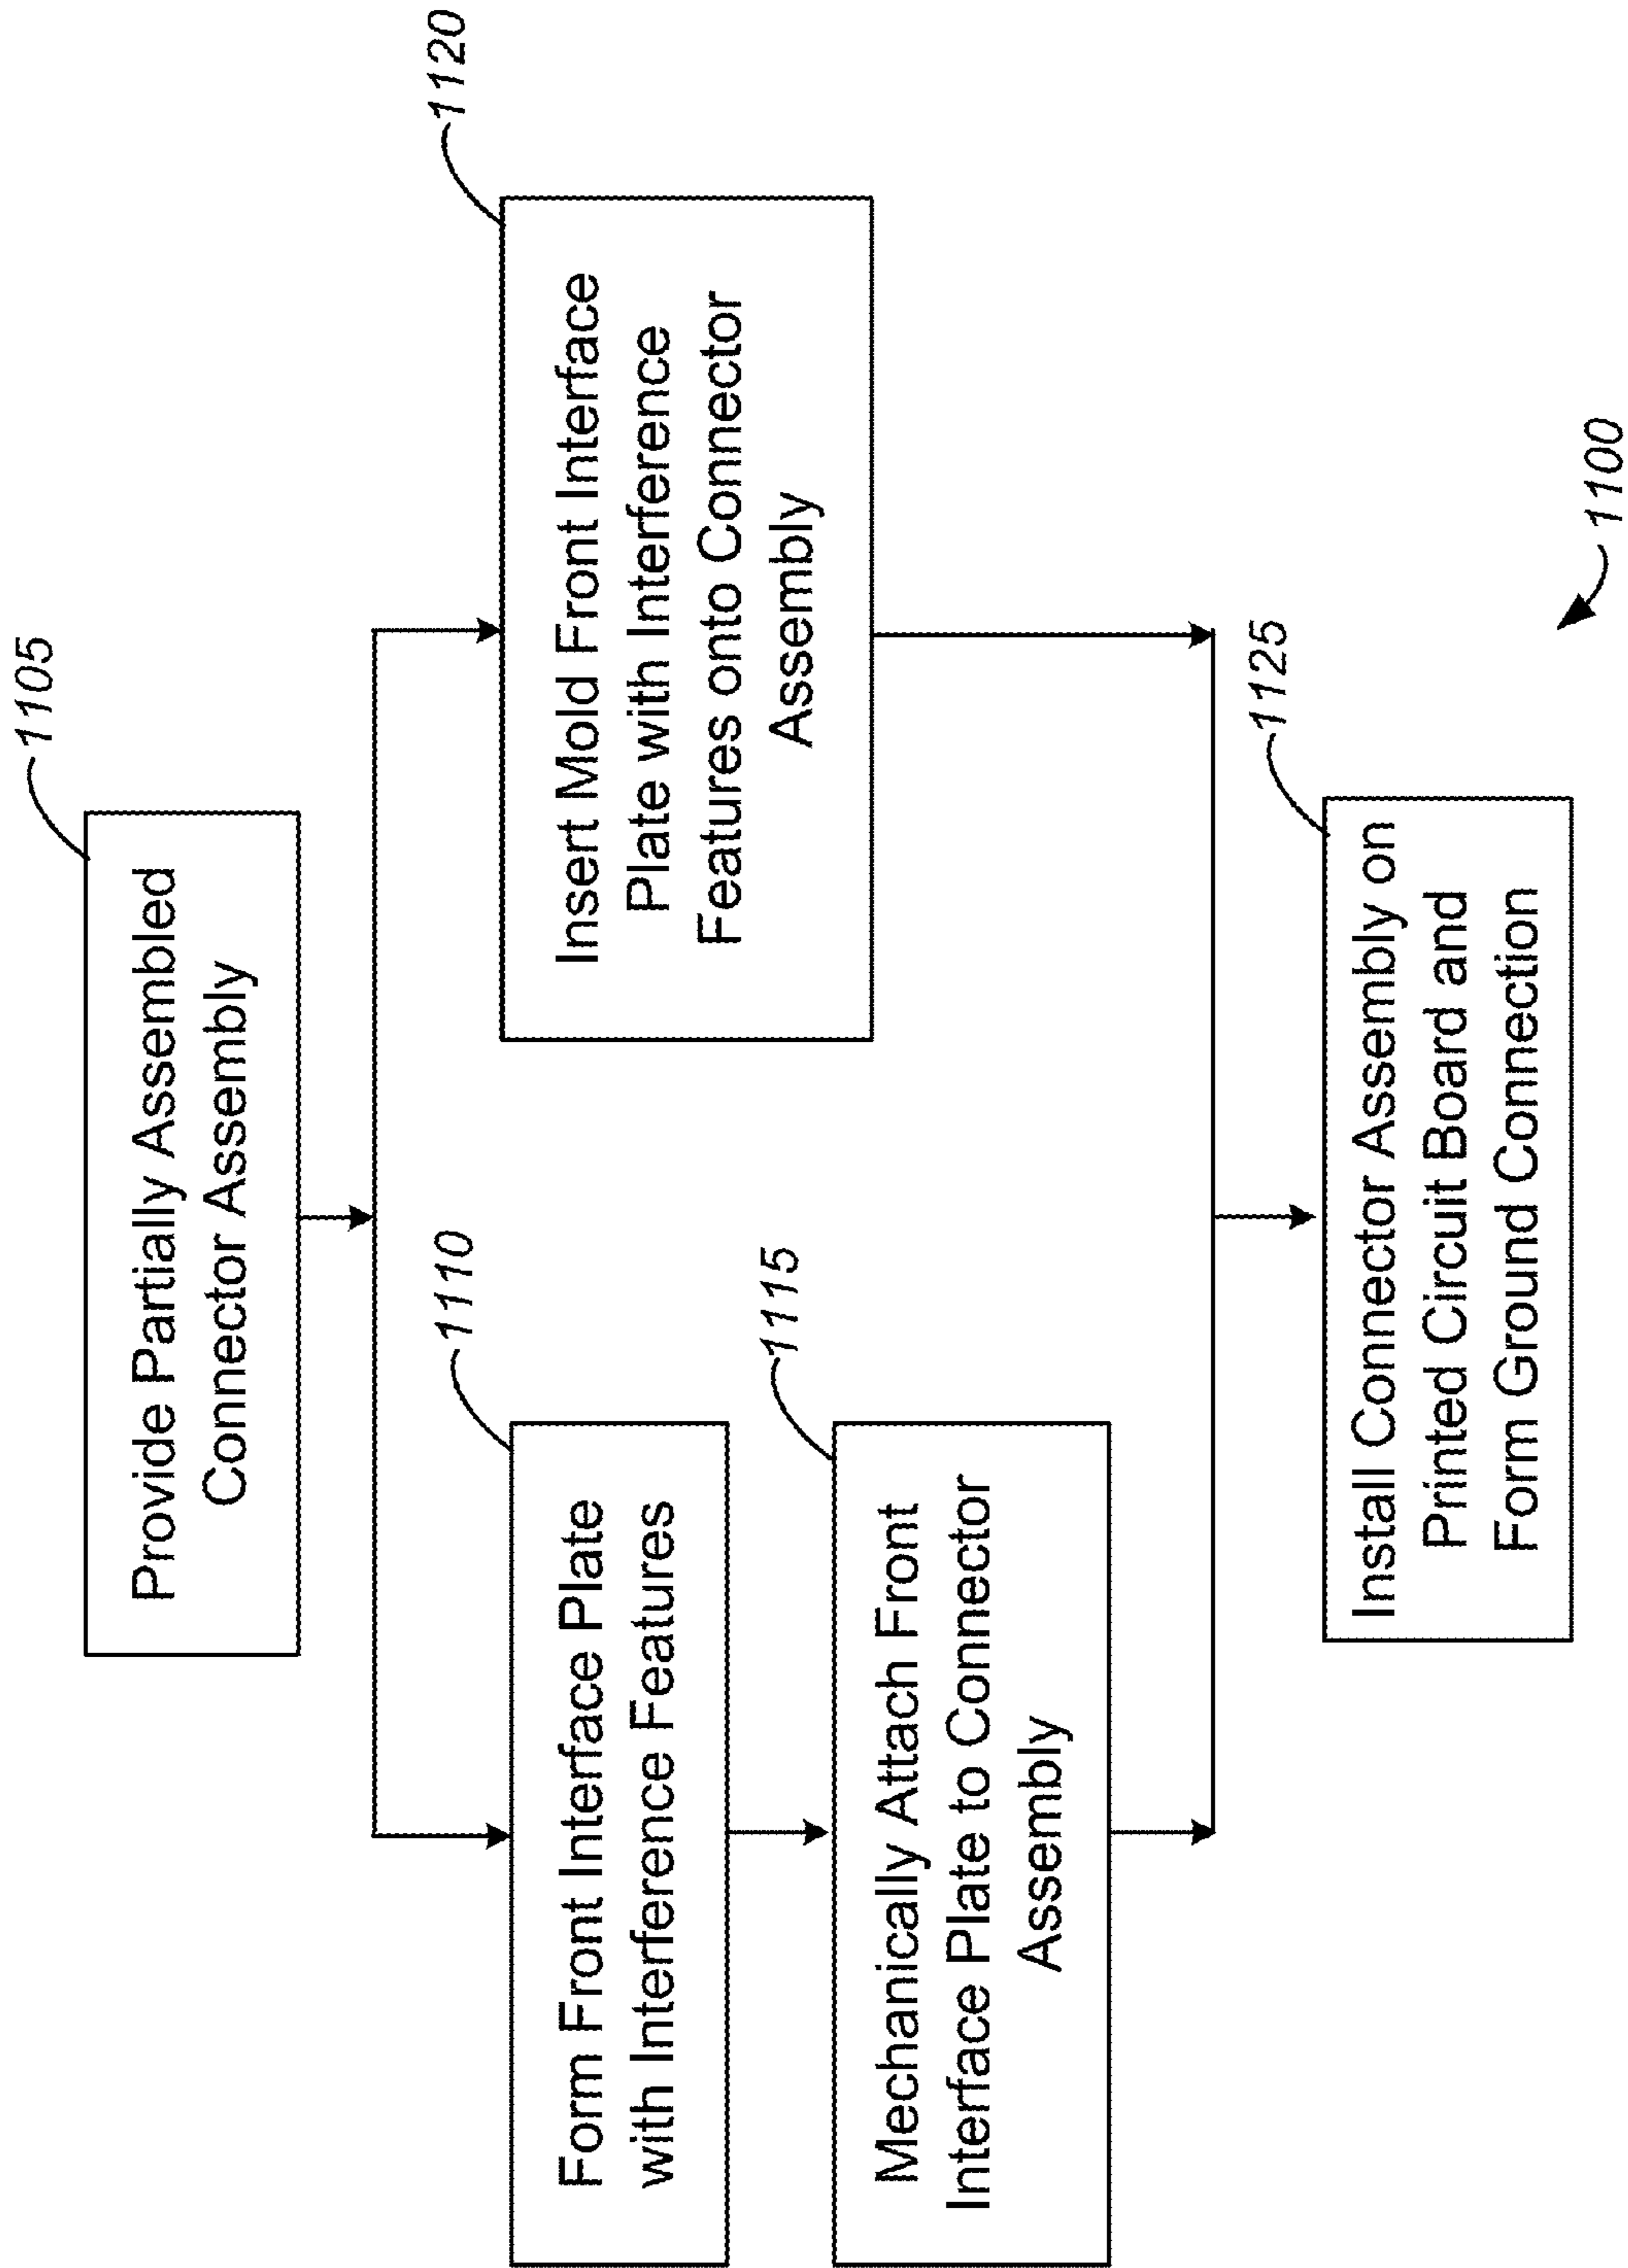 1105
Provide Partially Assembled
Connector Assembly
1110
Form Front Interface Plate
with Interference Features
1115
Mechanically Attach Front
Interface Plate to Connector
Assembly
1120
Insert Mold Front Interface
Plate with Interference
Features onto Connector
Assembly
1125
Install Connector Assembly on
Printed Circuit Board and
Form Ground Connection
1100